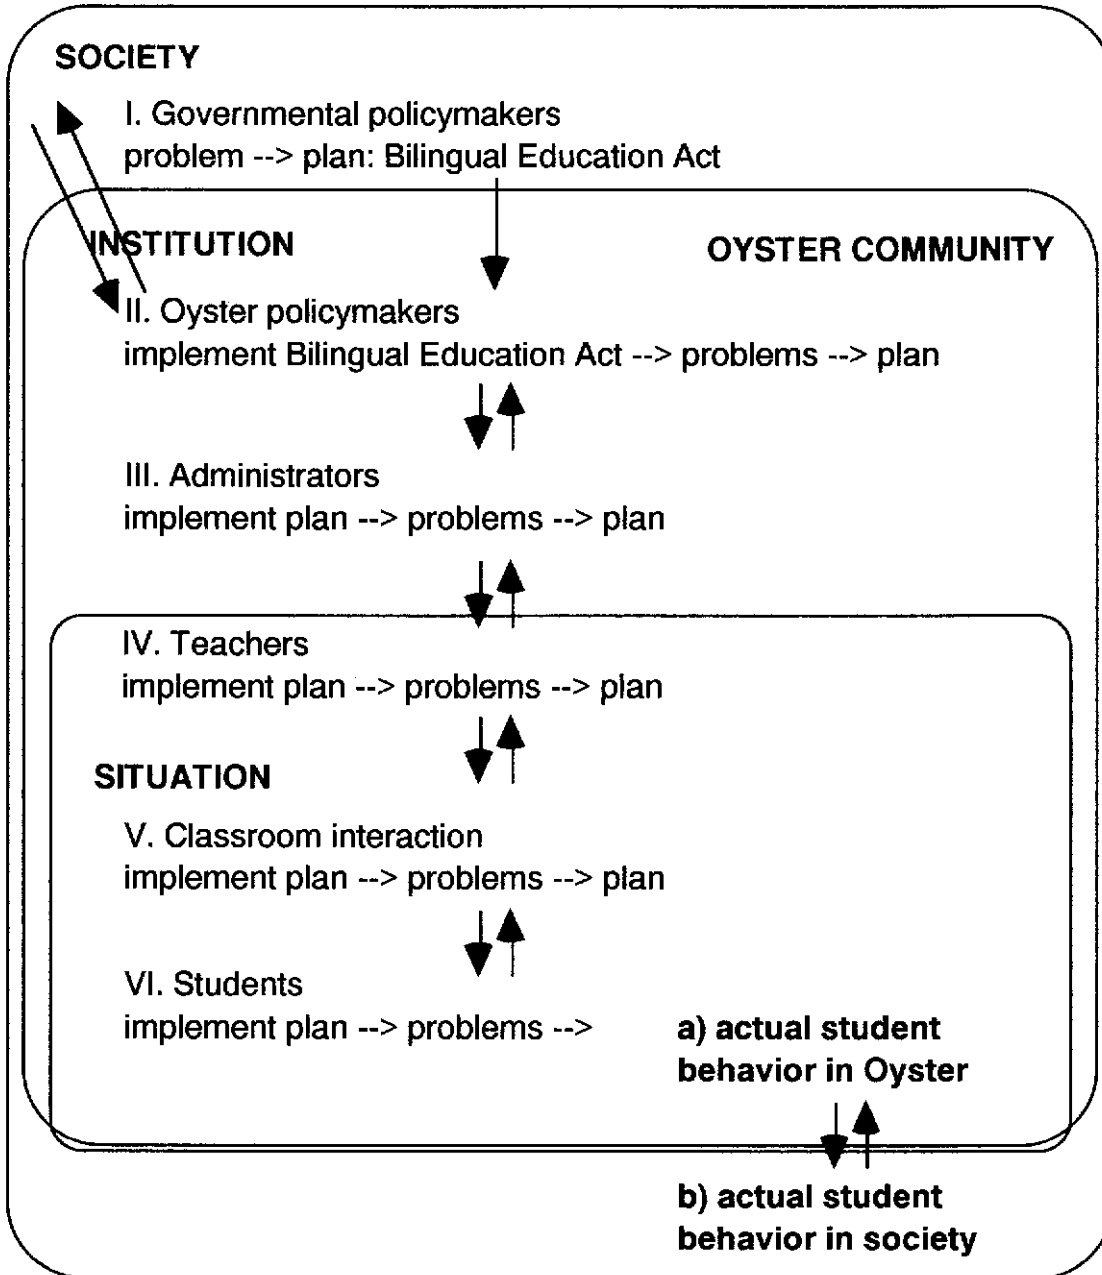 SOCIETY
I. Governmental policymakers
problem --> plan: Bilingual Education Act
INSTITUTION
OYSTER COMMUNITY
II. Oyster policymakers
implement Bilingual Education Act --> problems --> plan
III. Administrators
implement plan --> problems --> plan
IV. Teachers
implement plan --> problems --> plan
SITUATION
V. Classroom interaction
implement plan --> problems --> plan
VI. Students
implement plan --> problems -->
a) actual student
behavior in Oyster
b) actual student
behavior in society